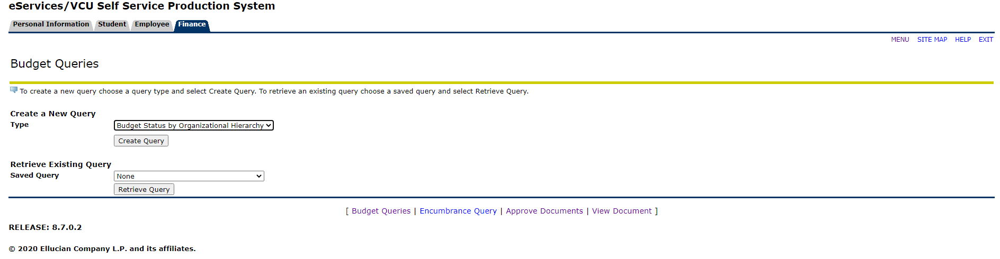 eServices/VCU Self Service Production System
Personal Information Student Employee Finance
MENU SITE MAP HELP EXIT
Budget Queries
To create a new query choose a query type and select Create Query. To retrieve an existing query choose a saved query and select Retrieve Query.
Create a New Query
Type Budget Status by Organizational Hierarchy
Create Query
Retrieve Existing Query
Saved Query None
Retrieve Query
[ Budget Queries | Encumbrance Query | Approve Documents | View Document ]
RELEASE: 8.7.0.2
© 2020 Ellucian Company L.P. and its affiliates.